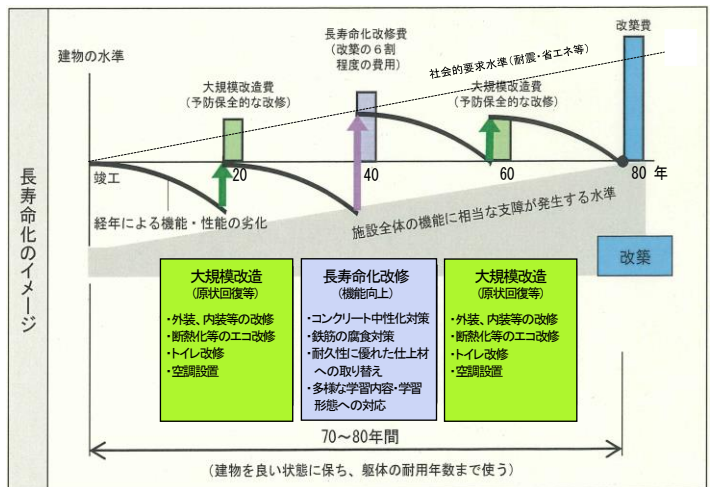 長寿命化のイメージ
建物の水準
大規模改造費
（予防保全的な改修）
長寿命化改修費
（改築の６割
程度の費用）
社会的要求水準（耐震・省エネ等）
大規模改造費
（予防保全的な改修）
改築費
竣工
20
40
60
80
年
経年による機能・性能の劣化
施設全体の機能に相当な支障が発生する水準
改築
大規模改造
（原状回復等）
・外装、内装等の改修
・断熱化等のエコ改修
・トイレ改修
・空調設置
長寿命化改修
（機能向上）
・コンクリート中性化対策
・鉄筋の腐食対策
・耐久性に優れた仕上材
への取り替え
・多様な学習内容・学習
形態への対応
大規模改造
（原状回復等）
・外装、内装等の改修
・断熱化等のエコ改修
・トイレ改修
・空調設置
70～80年間
（建物を良い状態に保ち、躯体の耐用年数まで使う）